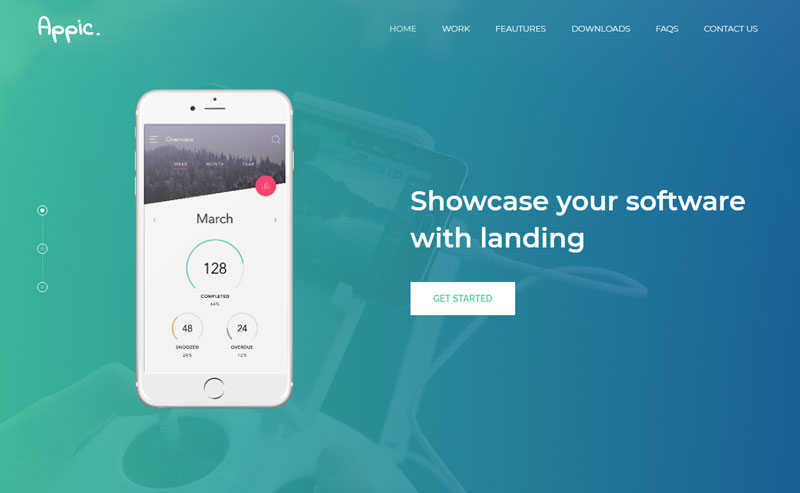 Appic.
HOME WORK FEAUTURES DOWNLOADS FAQS CONTACT US
Overview
WEEK MONTH YEAR
March
128
COMPLETED
44%
48 24
SNOOZED OVERDUE
24% 12%
Showcase your software
with landing
GET STARTED